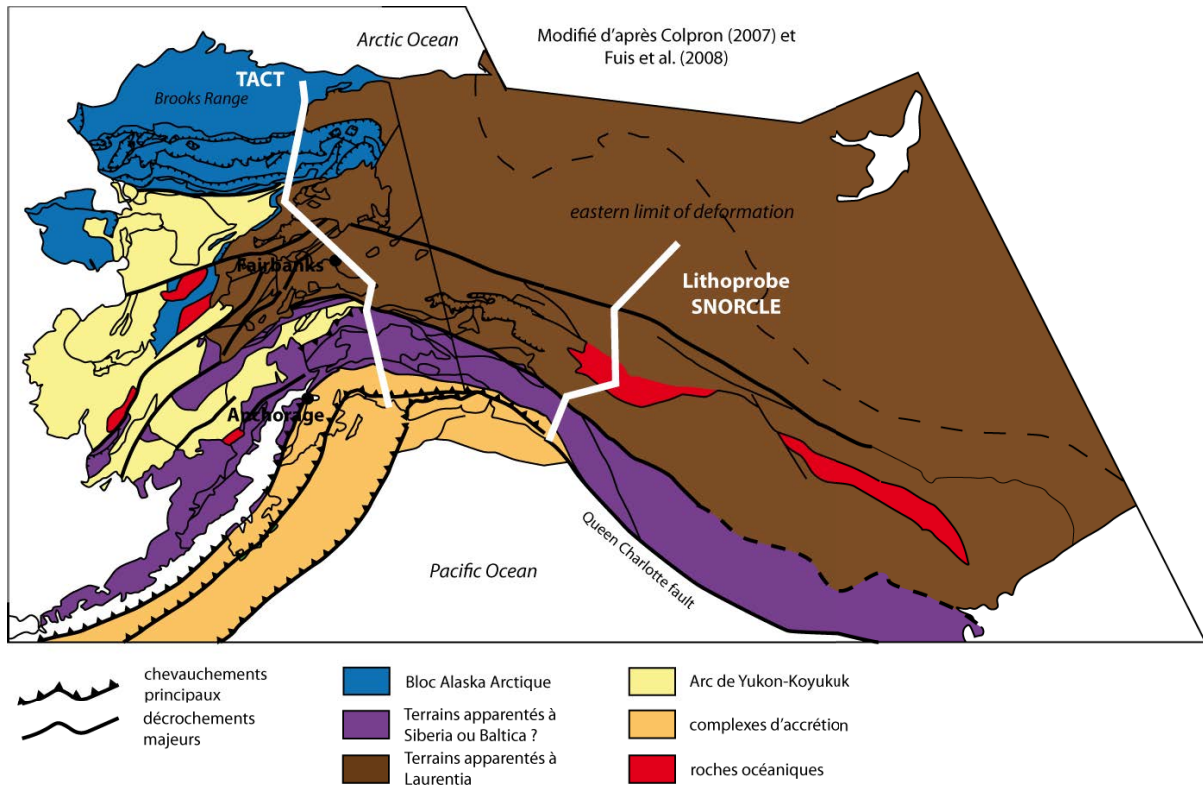 Arctic Ocean
Modifié d'après Colpron (2007) et
Fuis et al. (2008)
TACT
Brooks Range
eastern limit of deformation
Fairbanks
Lithoprobe
SNORCLE
Anchorage
Queen Charlotte fault
Pacific Ocean
chevauchements
principaux
décrochements
majeurs
Bloc Alaska Arctique
Terrains apparentés à
Siberia ou Baltica ?
Terrains apparentés à
Laurentia
Arc de Yukon-Koyukuk
complexes d'accrétion
roches océaniques